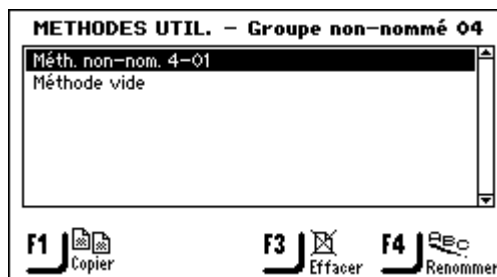 METHODES UTIL. – Groupe non–nommé 04
Méth. non–nom. 4–01
Méthode vide
F1 Copier F3 Effacer F4 ABC Renommer